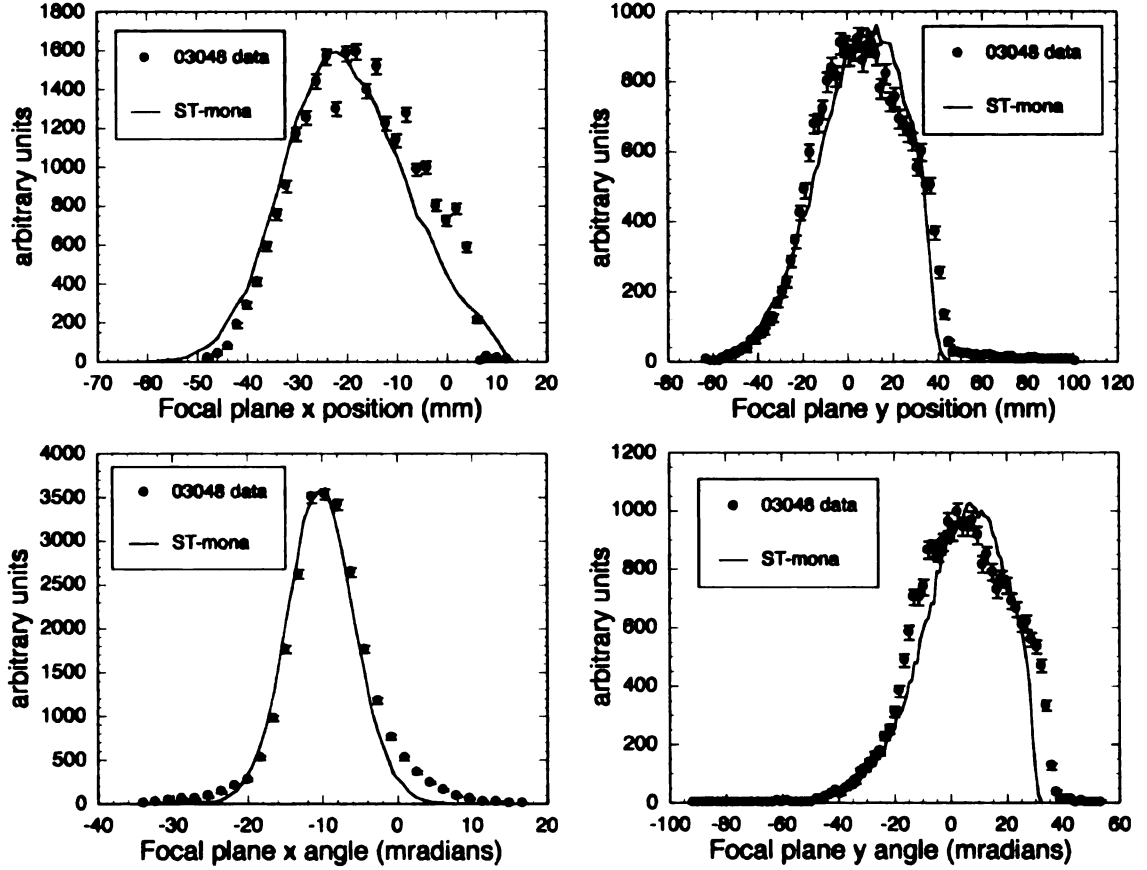 1800
1600
1400
1200
1000
800
600
400
200
0
arbitrary units
03048 data
ST-mona
-70 -60 -50 -40 -30 -20 -10 0 10 20
Focal plane x position (mm)
1000
800
600
400
200
0
arbitrary units
03048 data
ST-mona
-80 -60 -40 -20 0 20 40 60 80 100 120
Focal plane y position (mm)
4000
3500
3000
2500
2000
1500
1000
500
0
arbitrary units
03048 data
ST-mona
-40 -30 -20 -10 0 10 20
Focal plane x angle (mradians)
1200
1000
800
600
400
200
0
arbitrary units
03048 data
ST-mona
-100 -80 -60 -40 -20 0 20 40 60
Focal plane y angle (mradians)